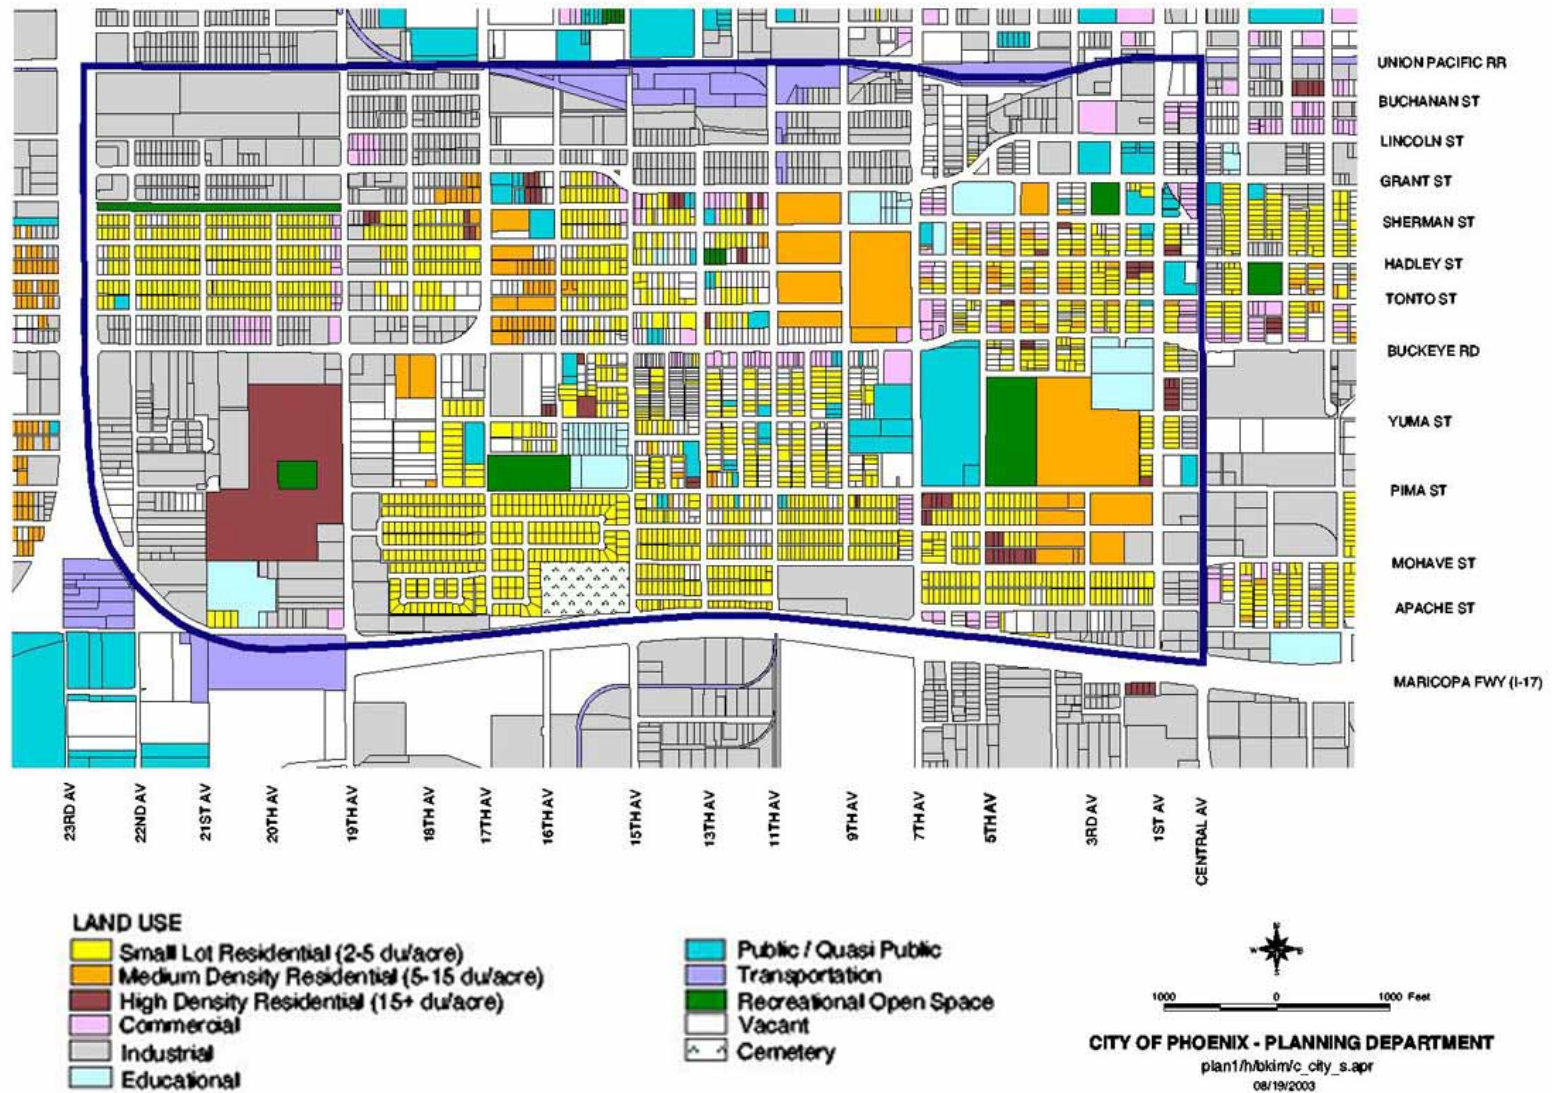 UNION PACIFIC RR
BUCHANAN ST
LINCOLN ST
GRANT ST
SHERMAN ST
HADLEY ST
TONTO ST
BUCKEYE RD
YUMA ST
PIMA ST
MOHAVE ST
APACHE ST
MARICOPA FWY (I-17)
23RD AV
22ND AV
21ST AV
20TH AV
19TH AV
18TH AV
17TH AV
16TH AV
15TH AV
13TH AV
11TH AV
9TH AV
7TH AV
5TH AV
3RD AV
1ST AV
CENTRAL AV
LAND USE
Small Lot Residential (2-5 du/acre)
Medium Density Residential (5-15 du/acre)
High Density Residential (15+ du/acre)
Commercial
Industrial
Educational
Public / Quasi Public
Transportation
Recreational Open Space
Vacant
Cemetery
N
W E
S
1000 0 1000 Feet
CITY OF PHOENIX - PLANNING DEPARTMENT
plan1/h/bkim/c_city_s.apr
08/19/2003